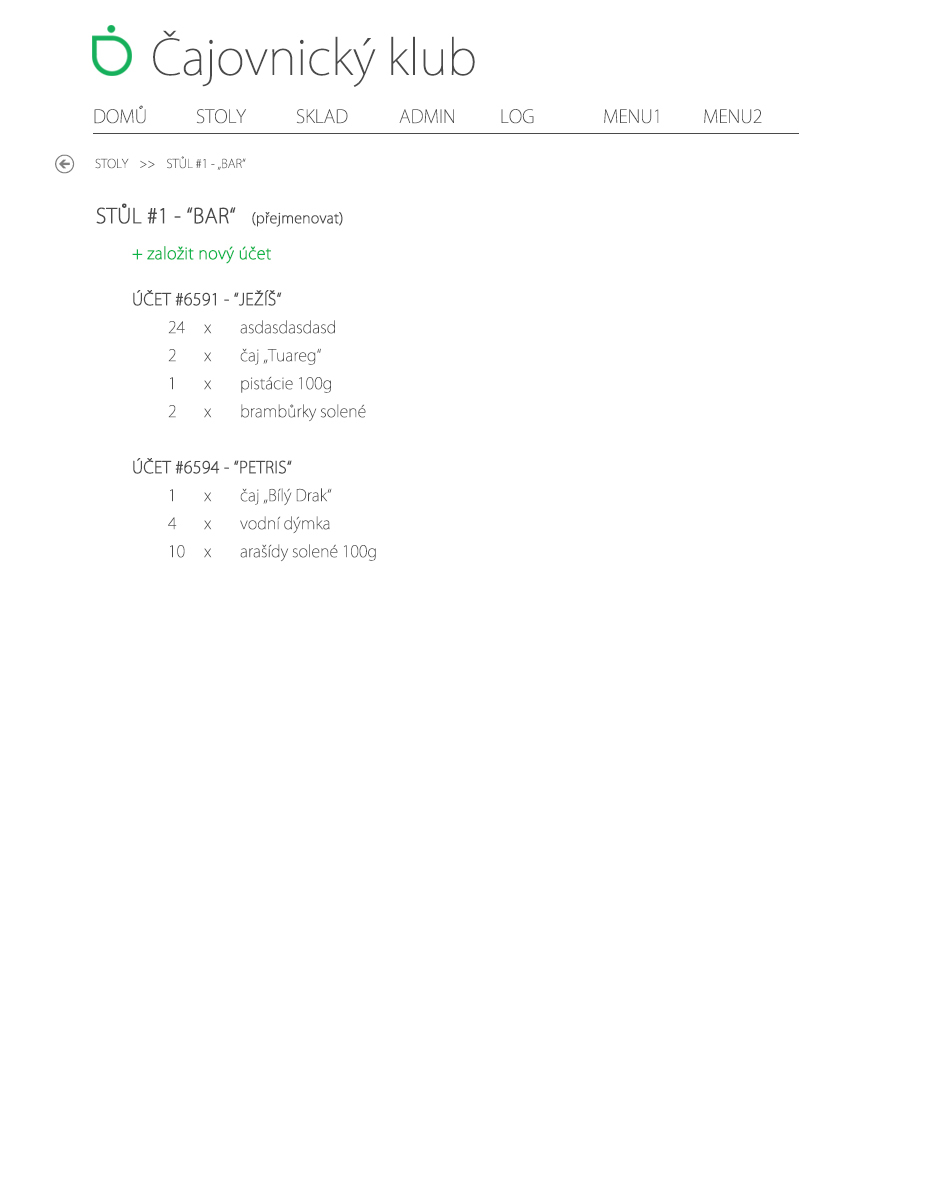 Čajovnický klub
DOMŮ STOLY SKLAD ADMIN LOG MENU1 MENU2
STOLY >> STŮL #1 - „BAR“
STŮL #1 - “BAR“ (přejmenovat)
+ založit nový účet
ÚČET #6591 - “JEŽÍŠ“
24 x asdasdasdasd
2 x čaj „Tuareg“
1 x pistácie 100g
2 x brambůrky solené
ÚČET #6594 - “PETRIS“
1 x čaj „Bílý Drak“
4 x vodní dýmka
10 x arašídy solené 100g